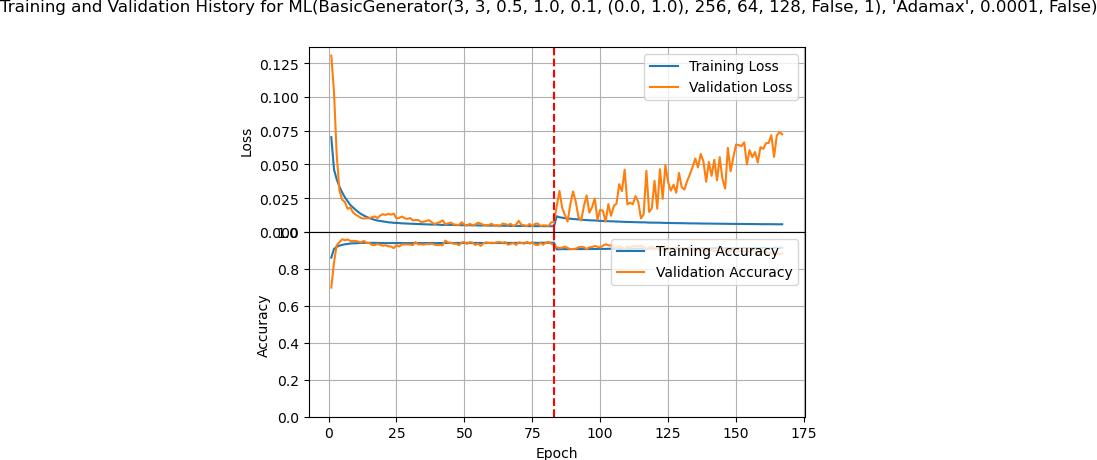 Training and Validation History for ML(BasicGenerator(3, 3, 0.5, 1.0, 0.1, (0.0, 1.0), 256, 64, 128, False, 1), 'Adamax', 0.0001, False)
Training Loss
Validation Loss
Loss
0.125
0.100
0.075
0.050
0.025
0.000
Training Accuracy
Validation Accuracy
Accuracy
1.0
0.8
0.6
0.4
0.2
0.0
0 25 50 75 100 125 150 175
Epoch